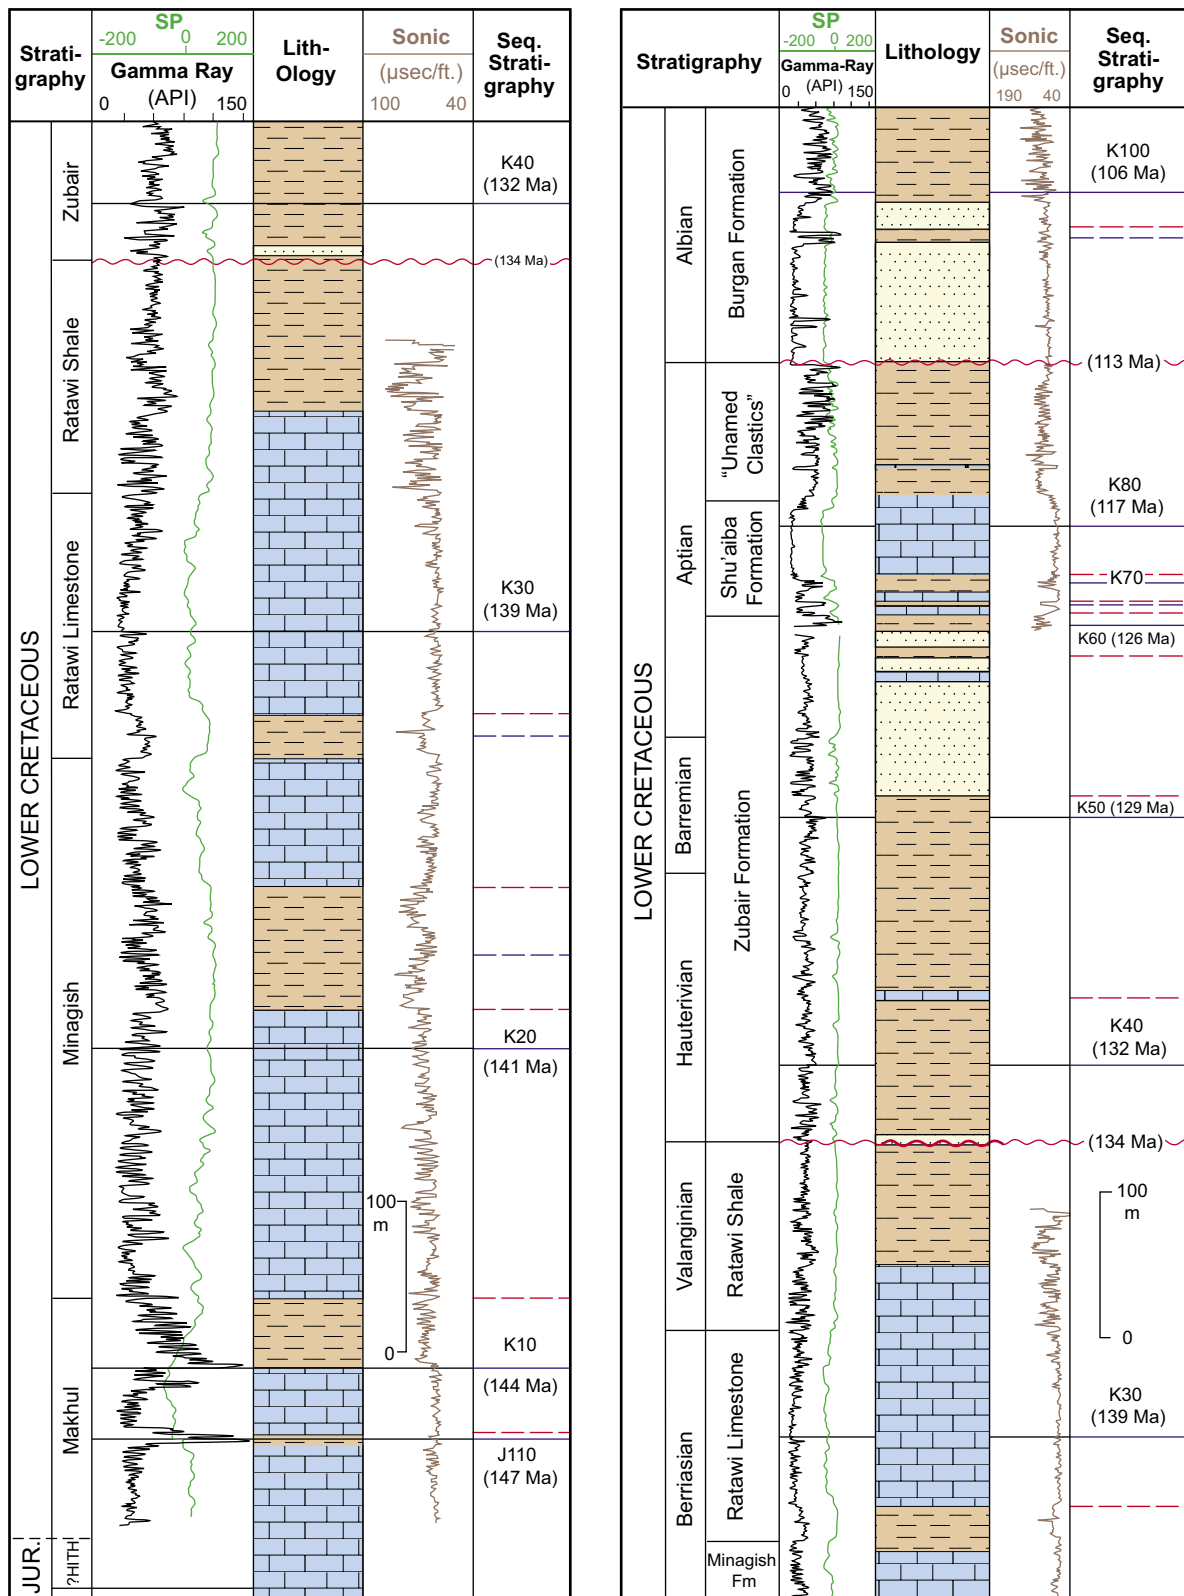 SP
-200 0 200
Gamma Ray
(API)
0 150
Strati-
graphy
Lith-
Ology
Sonic
(µsec/ft.)
100 40
Seq.
Strati-
graphy
LOWER CRETACEOUS
JUR.
Zubair
Ratawi Shale
Ratawi Limestone
Minagish
Makhul
?HITH
K40
(132 Ma)
(134 Ma)
K30
(139 Ma)
K20
(141 Ma)
K10
(144 Ma)
J110
(147 Ma)
100
m
0
Stratigraphy
SP
-200 0 200
Gamma-Ray
0 (API) 150
Lithology
Sonic
(µsec/ft.)
190 40
Seq.
Strati-
graphy
LOWER CRETACEOUS
Albian
Aptian
Barremian
Hauterivian
Valanginian
Berriasian
Burgan Formation
“Unamed
Clastics”
Shu’aiba
Formation
Zubair Formation
Ratawi Shale
Ratawi Limestone
Minagish
Fm
K100
(106 Ma)
(113 Ma)
K80
(117 Ma)
K70
K60 (126 Ma)
K50 (129 Ma)
K40
(132 Ma)
(134 Ma)
100
m
0
K30
(139 Ma)